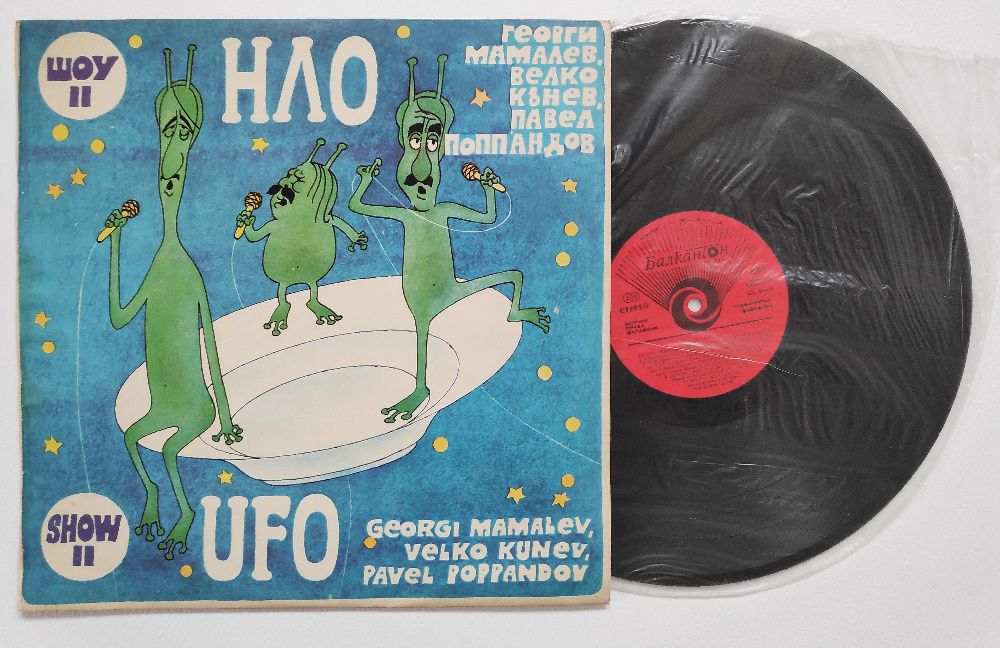 ШОУ
II
НЛО
ГЕОРГИ
МАМАЛЕВ,
ВЕЛКО
КЪНЕВ,
ПАВЕЛ
ПОППАНДОВ
SHOW
II
UFO
GEORGI MAMALEV,
VELKO KUNEV,
PAVEL POPPANDOV
Балкантон
СТЕРЕО